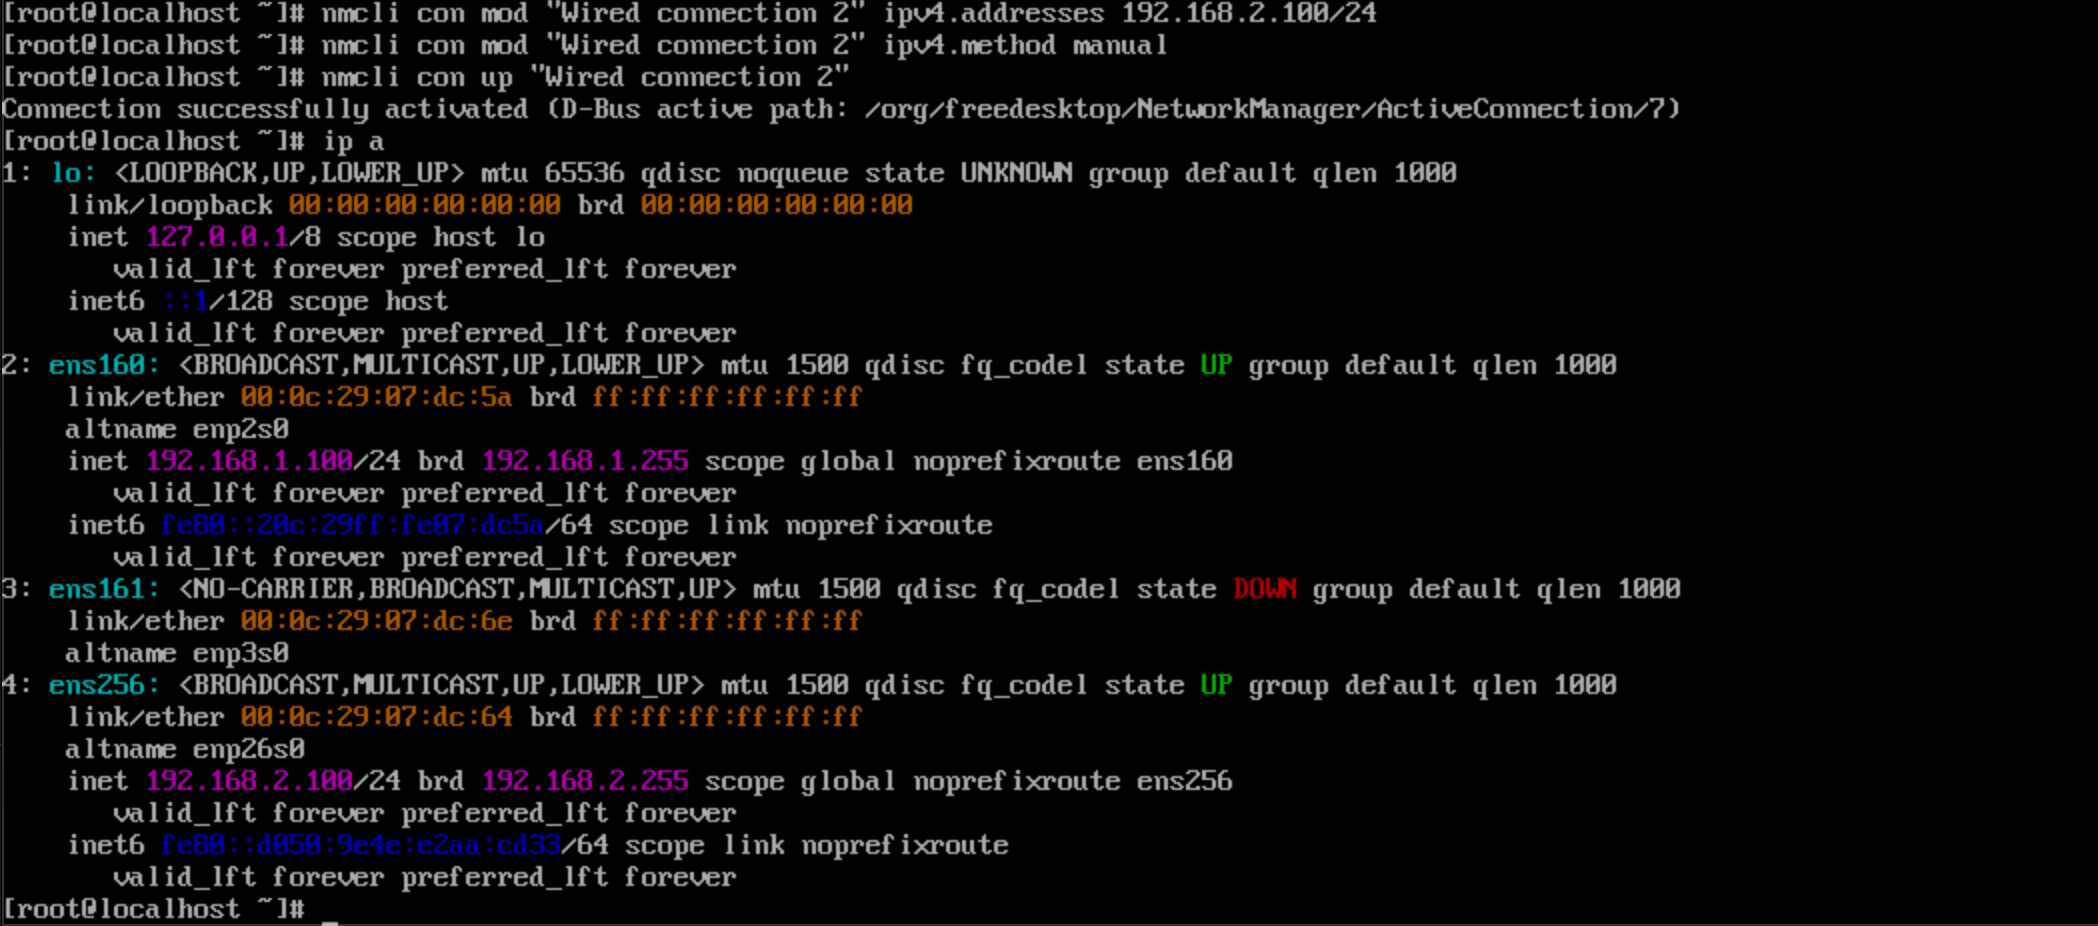 [root@localhost ~]# nmcli con mod "Wired connection 2" ipv4.addresses 192.168.2.100/24
[root@localhost ~]# nmcli con mod "Wired connection 2" ipv4.method manual
[root@localhost ~]# nmcli con up "Wired connection 2"
Connection successfully activated (D-Bus active path: /org/freedesktop/NetworkManager/ActiveConnection/7)
[root@localhost ~]# ip a
1: lo: <LOOPBACK,UP,LOWER_UP> mtu 65536 qdisc noqueue state UNKNOWN group default qlen 1000
    link/loopback 00:00:00:00:00:00 brd 00:00:00:00:00:00
    inet 127.0.0.1/8 scope host lo
       valid_lft forever preferred_lft forever
    inet6 ::1/128 scope host
       valid_lft forever preferred_lft forever
2: ens160: <BROADCAST,MULTICAST,UP,LOWER_UP> mtu 1500 qdisc fq_codel state UP group default qlen 1000
    link/ether 00:0c:29:07:dc:5a brd ff:ff:ff:ff:ff:ff
    altname enp2s0
    inet 192.168.1.100/24 brd 192.168.1.255 scope global noprefixroute ens160
       valid_lft forever preferred_lft forever
    inet6 fe80::20c:29ff:fe07:dc5a/64 scope link noprefixroute
       valid_lft forever preferred_lft forever
3: ens161: <NO-CARRIER,BROADCAST,MULTICAST,UP> mtu 1500 qdisc fq_codel state DOWN group default qlen 1000
    link/ether 00:0c:29:07:dc:6e brd ff:ff:ff:ff:ff:ff
    altname enp3s0
4: ens256: <BROADCAST,MULTICAST,UP,LOWER_UP> mtu 1500 qdisc fq_codel state UP group default qlen 1000
    link/ether 00:0c:29:07:dc:64 brd ff:ff:ff:ff:ff:ff
    altname enp26s0
    inet 192.168.2.100/24 brd 192.168.2.255 scope global noprefixroute ens256
       valid_lft forever preferred_lft forever
    inet6 fe80::d050:9e4e:e2aa:cd33/64 scope link noprefixroute
       valid_lft forever preferred_lft forever
[root@localhost ~]# _